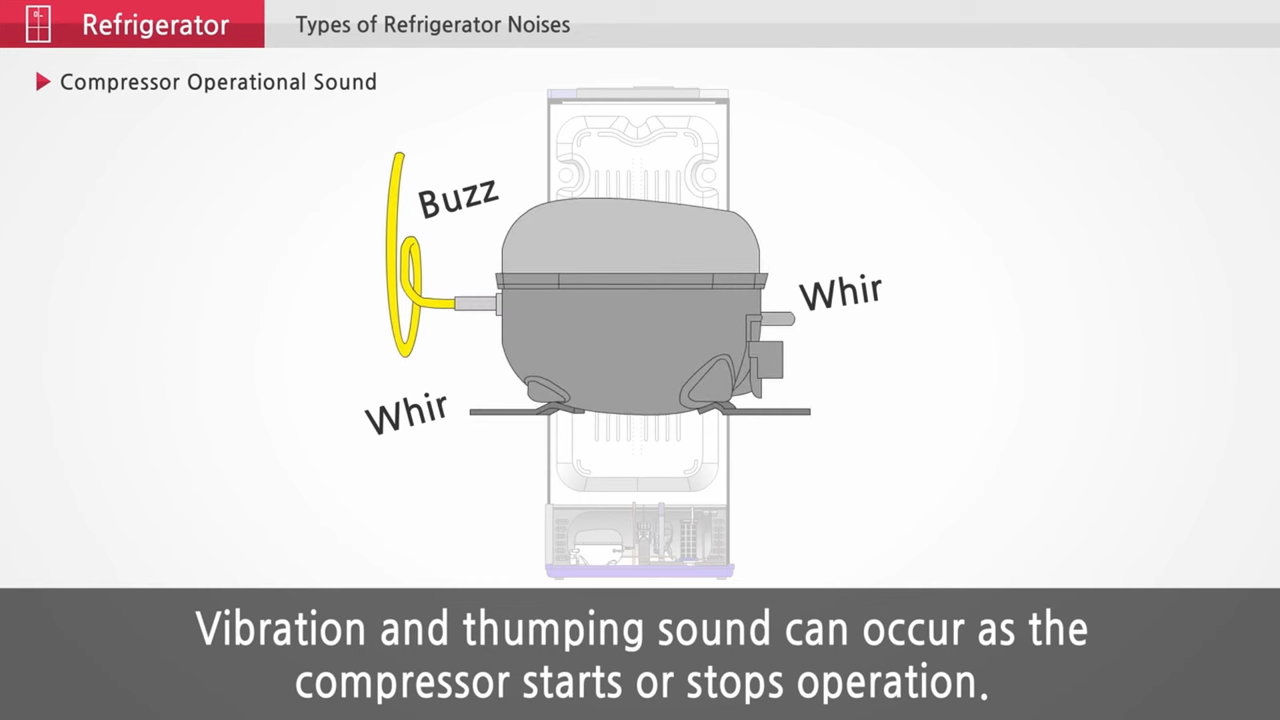 Refrigerator
Types of Refrigerator Noises
Compressor Operational Sound
Buzz
Whir
Whir
Vibration and thumping sound can occur as the
compressor starts or stops operation.